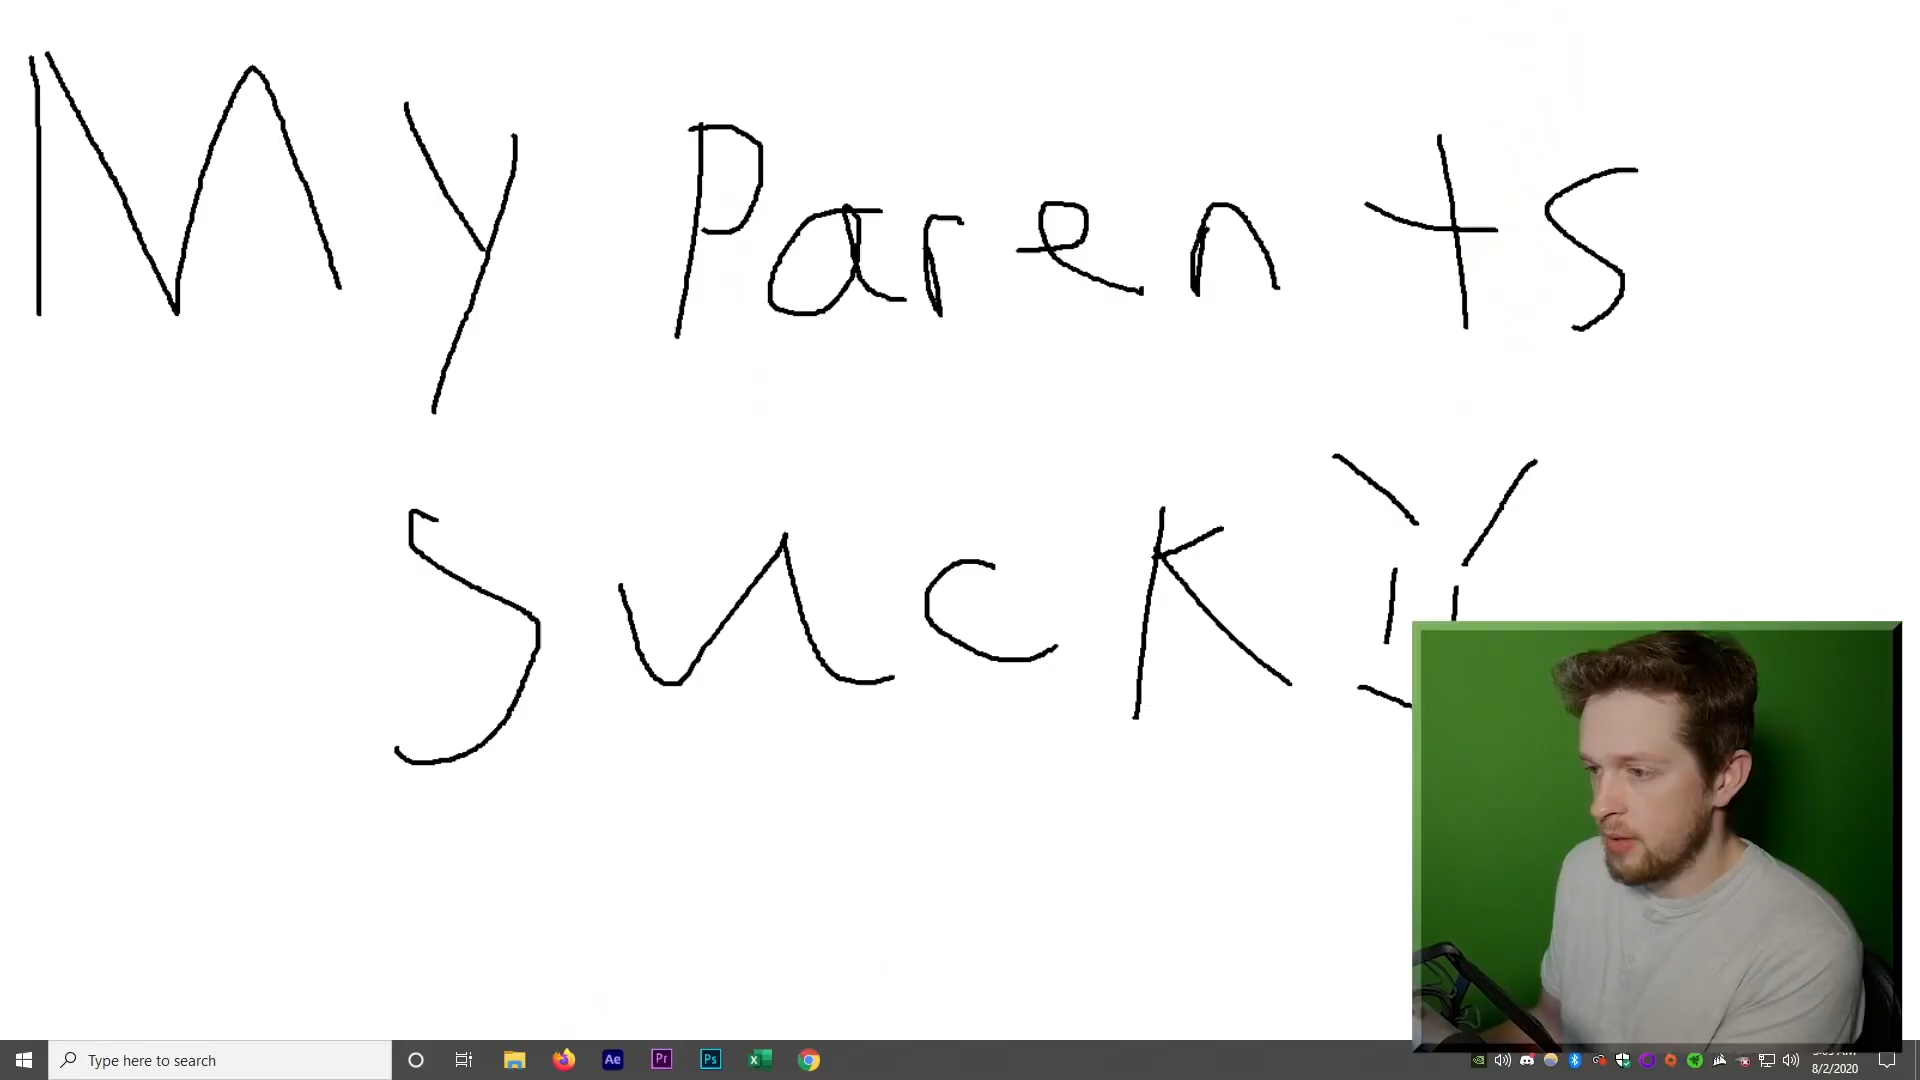 My Parents
Suck
Type here to search
Ae
Pr
Ps
8/2/2020